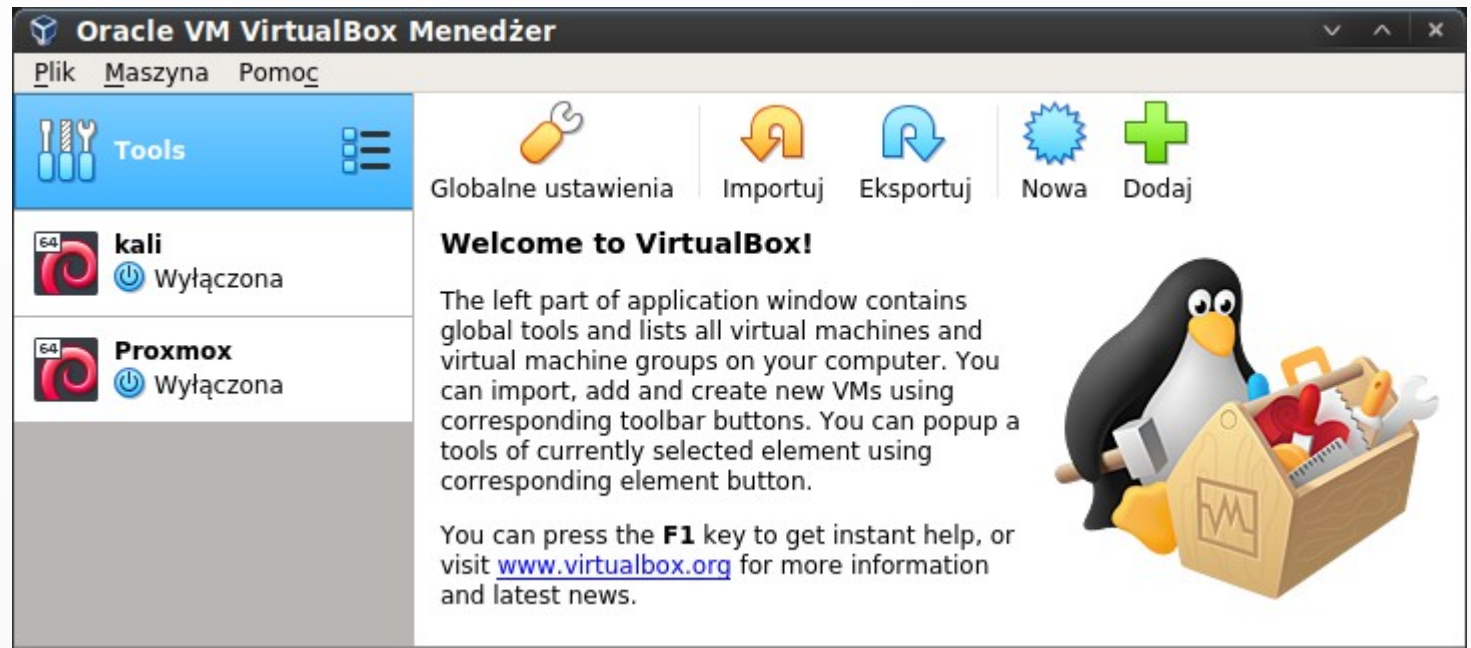 Oracle VM VirtualBox Menedżer
Plik Maszyna Pomoc
Tools
Globalne ustawienia Importuj Eksportuj Nowa Dodaj
64
kali
Wyłączona
64
Proxmox
Wyłączona
Welcome to VirtualBox!
The left part of application window contains
global tools and lists all virtual machines and
virtual machine groups on your computer. You
can import, add and create new VMs using
corresponding toolbar buttons. You can popup a
tools of currently selected element using
corresponding element button.
You can press the F1 key to get instant help, or
visit www.virtualbox.org for more information
and latest news.